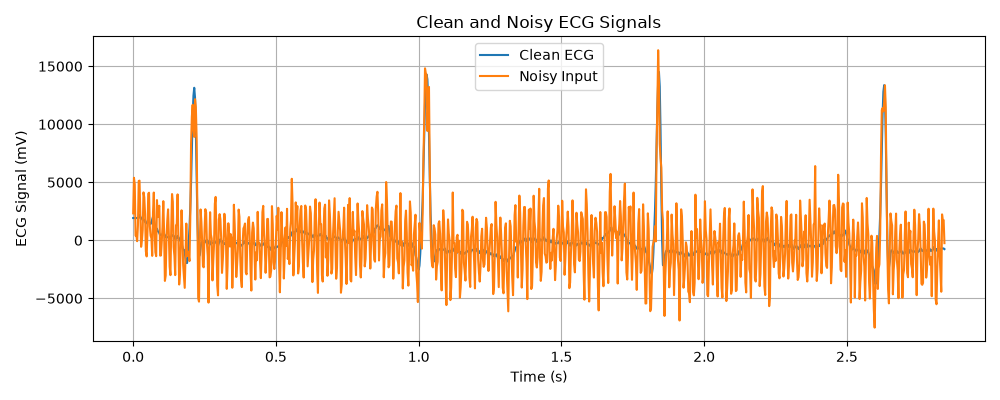 Clean and Noisy ECG Signals
Clean ECG
Noisy Input
ECG Signal (mV)
15000
10000
5000
0
−5000
0.0 0.5 1.0 1.5 2.0 2.5
Time (s)